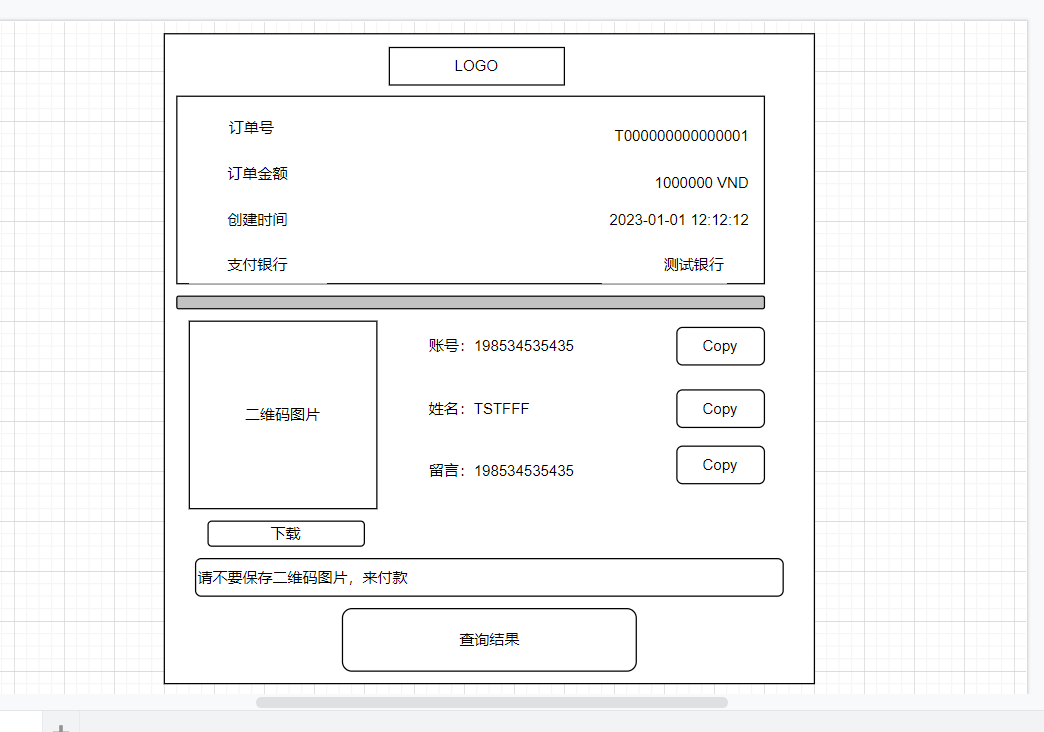 LOGO
订单号 T000000000000001
订单金额 1000000 VND
创建时间 2023-01-01 12:12:12
支付银行 测试银行
账号：198534535435 Copy
二维码图片
姓名：TSTFFF Copy
留言：198534535435 Copy
下载
请不要保存二维码图片，来付款
查询结果